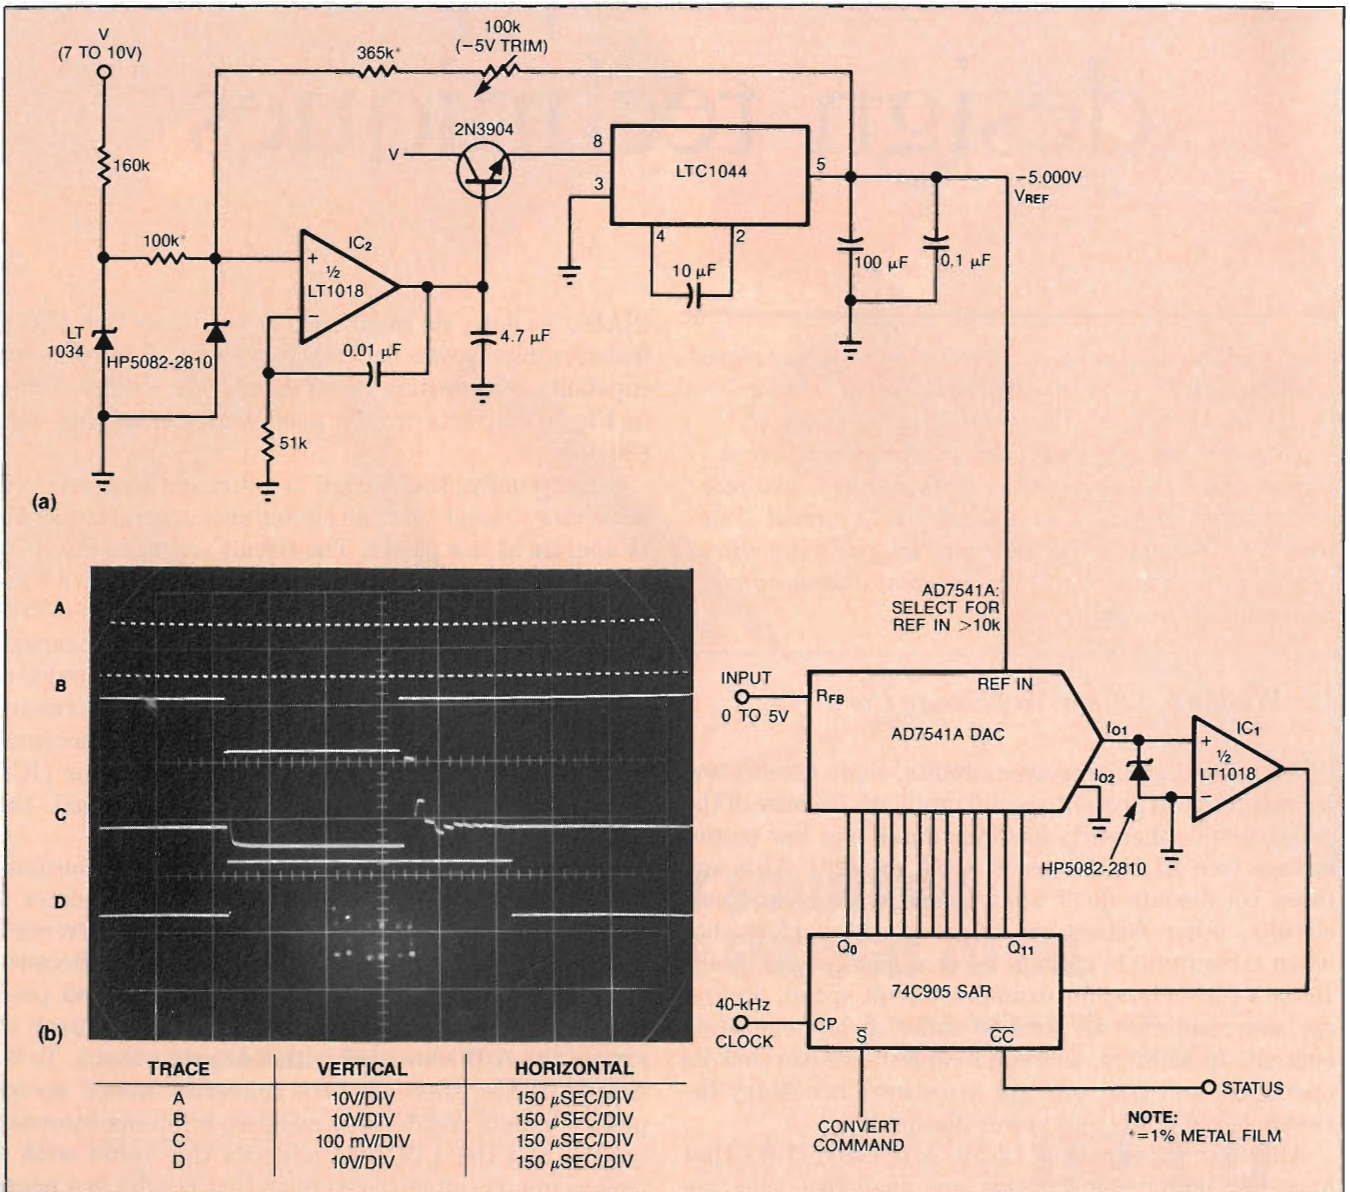 V
(7 TO 10V)
160k
100k*
365k*
100k
(−5V TRIM)
2N3904
V
8
3
LTC1044
5
4
2
10 µF
−5.000V
VREF
100 µF
0.1 µF
IC2
+
½
LT1018
−
LT
1034
HP5082-2810
0.01 µF
4.7 µF
51k
(a)
A
B
C
D
(b)
TRACE VERTICAL HORIZONTAL
A 10V/DIV 150 µSEC/DIV
B 10V/DIV 150 µSEC/DIV
C 100 mV/DIV 150 µSEC/DIV
D 10V/DIV 150 µSEC/DIV
AD7541A:
SELECT FOR
REF IN >10k
INPUT
0 TO 5V
RFB
REF IN
AD7541A DAC
IO1
IO2
IC1
+
½
LT1018
−
HP5082-2810
Q0
Q11
74C905 SAR
40-kHz
CLOCK
CP
S̅
C̅C̅
STATUS
CONVERT
COMMAND
NOTE:
*=1% METAL FILM